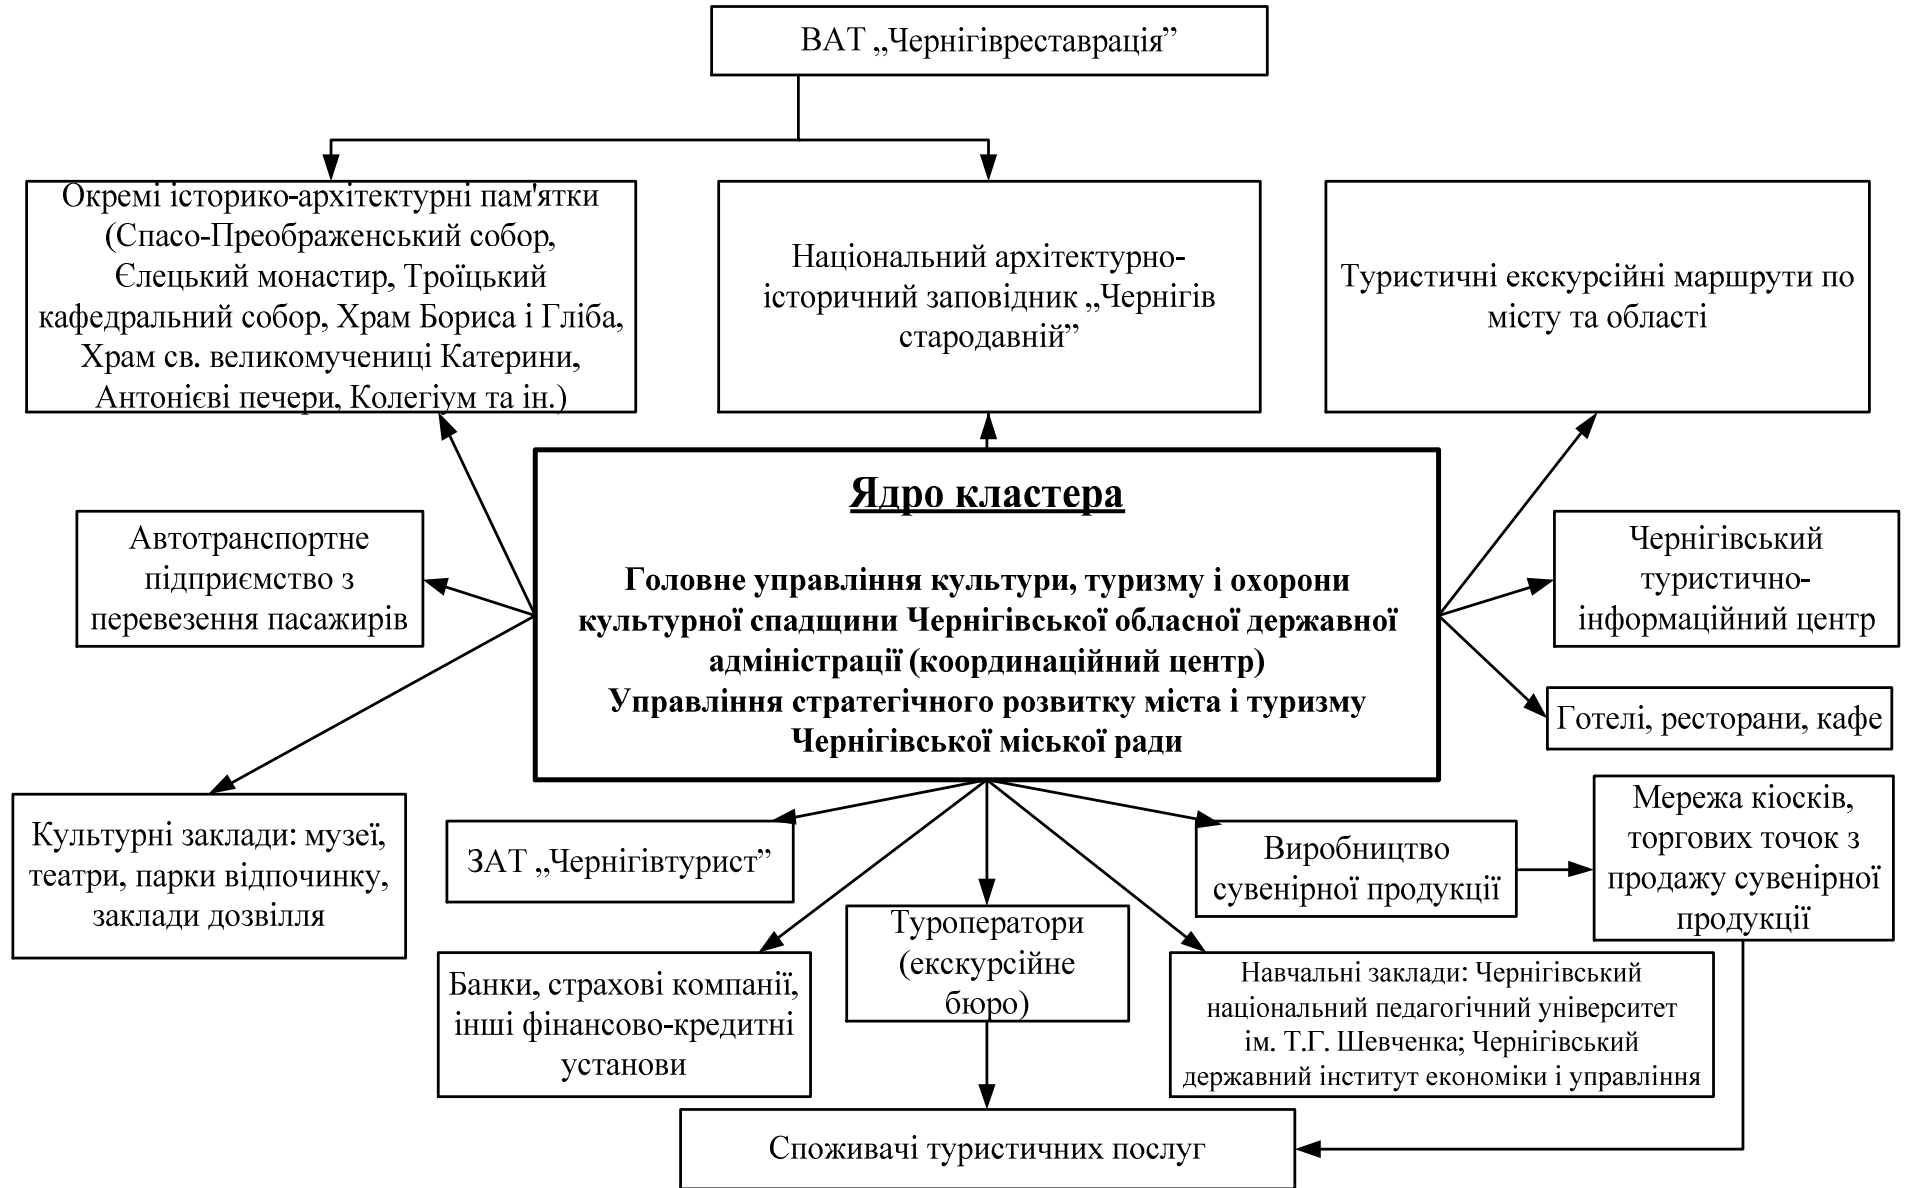 ВАТ „Чернігівреставрація”
Окремі історико-архітектурні пам'ятки
(Спасо-Преображенський собор,
Єлецький монастир, Троїцький
кафедральний собор, Храм Бориса і Гліба,
Храм св. великомучениці Катерини,
Антонієві печери, Колегіум та ін.)
Національний архітектурно-
історичний заповідник „Чернігів
стародавній”
Туристичні екскурсійні маршрути по
місту та області
Ядро кластера
Головне управління культури, туризму і охорони
культурної спадщини Чернігівської обласної державної
адміністрації (координаційний центр)
Управління стратегічного розвитку міста і туризму
Чернігівської міської ради
Автотранспортне
підприємство з
перевезення пасажирів
Чернігівський
туристично-
інформаційний центр
Готелі, ресторани, кафе
Культурні заклади: музеї,
театри, парки відпочинку,
заклади дозвілля
ЗАТ „Чернігівтурист”
Виробництво
сувенірної продукції
Мережа кіосків,
торгових точок з
продажу сувенірної
продукції
Банки, страхові компанії,
інші фінансово-кредитні
установи
Туроператори
(екскурсійне
бюро)
Навчальні заклади: Чернігівський
національний педагогічний університет
ім. Т.Г. Шевченка; Чернігівський
державний інститут економіки і управління
Споживачі туристичних послуг